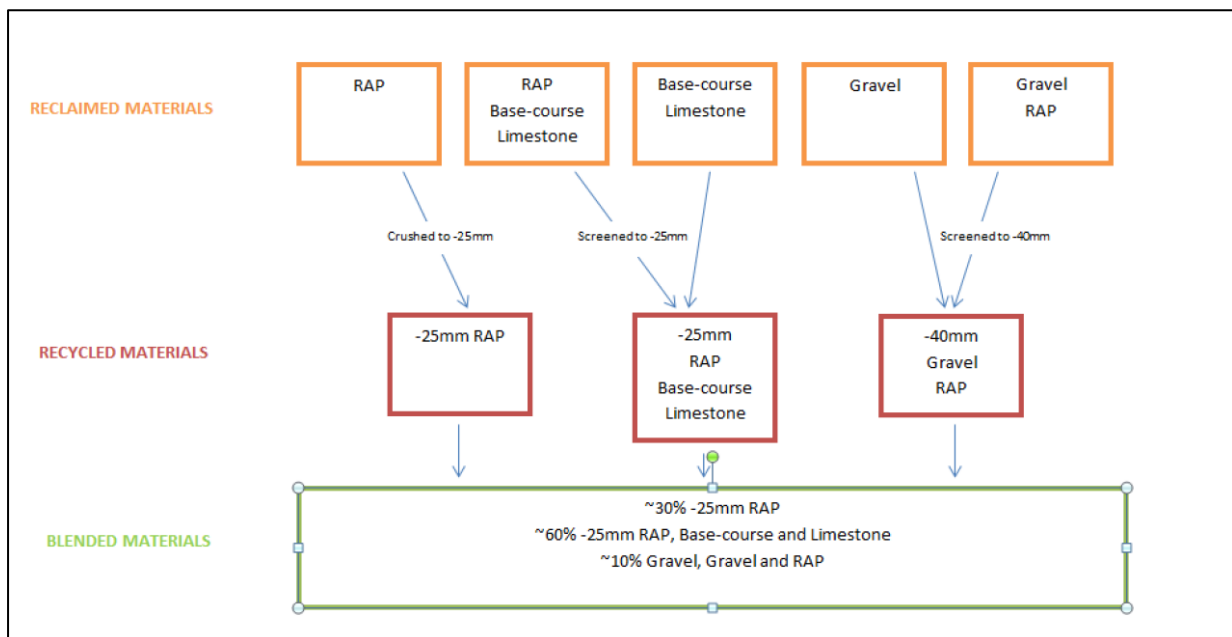 RECLAIMED MATERIALS
RAP
RAP
Base-course
Limestone
Base-course
Limestone
Gravel
Gravel
RAP
Crushed to -25mm
Screened to -25mm
Screened to -40mm
RECYCLED MATERIALS
-25mm RAP
-25mm
RAP
Base-course
Limestone
-40mm
Gravel
RAP
BLENDED MATERIALS
~30% -25mm RAP
~60% -25mm RAP, Base-course and Limestone
~10% Gravel, Gravel and RAP